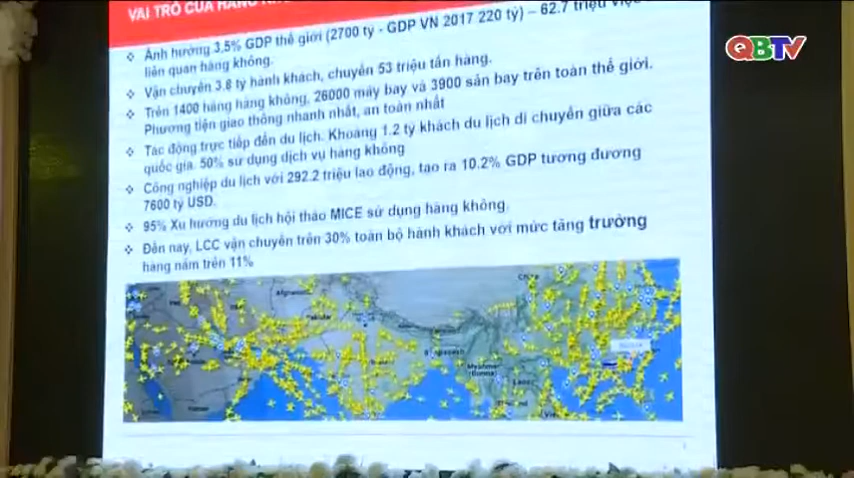 VAI TRÒ CỦA HÀNG
QBTV
Ảnh hưởng 3.5% GDP thế giới (2700 tỷ - GDP VN 2017 220 tỷ) – 62.7 triệu việc
liên quan hàng không.
Vận chuyển 3.8 tỷ hành khách, chuyển 53 triệu tấn hàng.
Trên 1400 hãng hàng không, 26000 máy bay và 3900 sân bay trên toàn thế giới.
Phương tiện giao thông nhanh nhất, an toàn nhất
Tác động trực tiếp đến du lịch. Khoảng 1.2 tỷ khách du lịch di chuyển giữa các
quốc gia. 50% sử dụng dịch vụ hàng không
Công nghiệp du lịch với 292.2 triệu lao động, tạo ra 10.2% GDP tương đương
7600 tỷ USD.
95% Xu hướng du lịch hội thảo MICE sử dụng hàng không.
Đến nay, LCC vận chuyển trên 30% toàn bộ hành khách với mức tăng trưởng
hàng năm trên 11%
Bangladesh
Myanmar
(Burma)
Laos